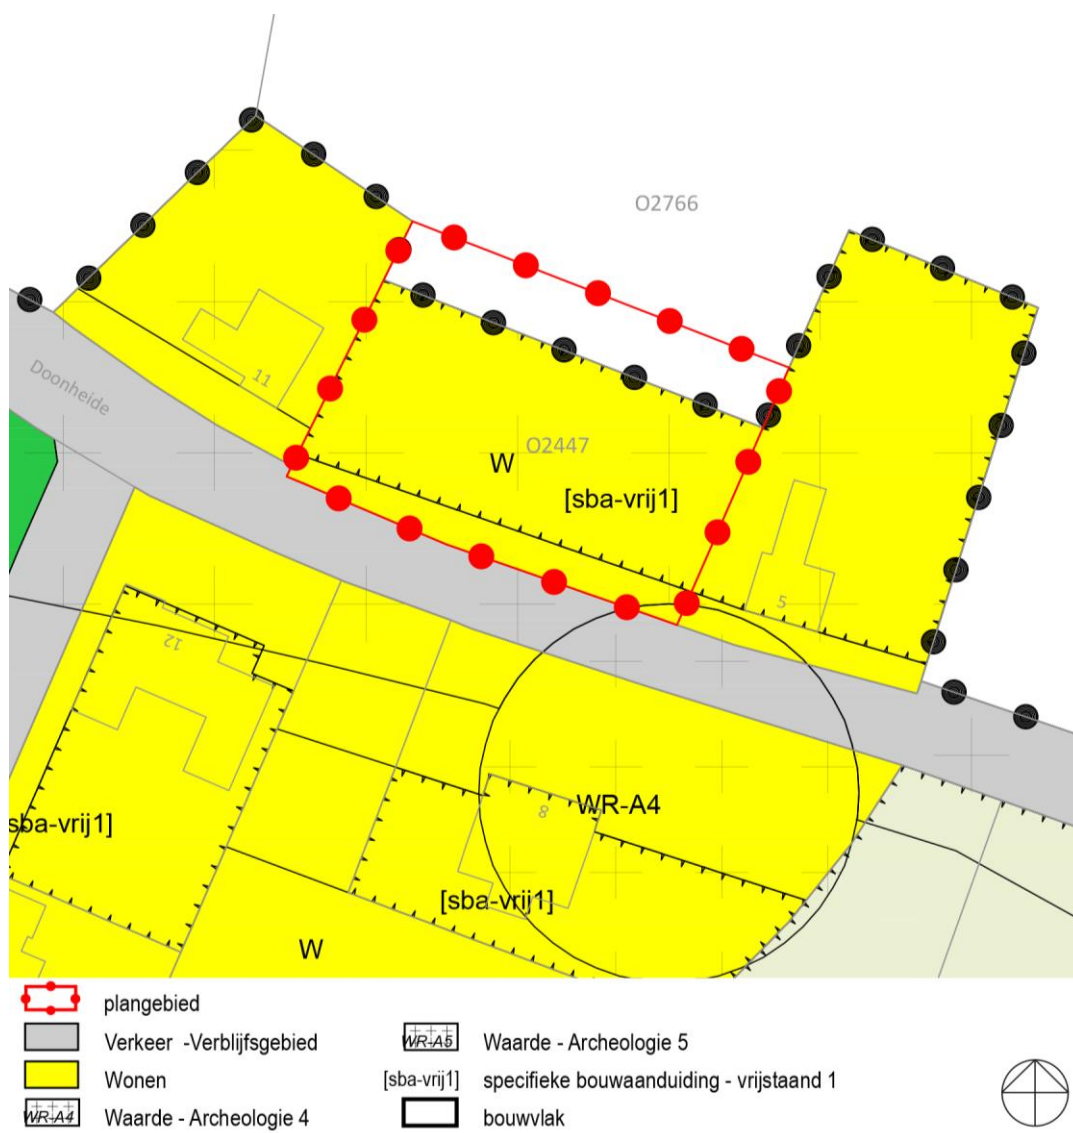 O2766
11
Doonheide
O2447
W
[sba-vrij1]
5
12
WR-A4
8
sba-vrij1]
[sba-vrij1]
W
plangebied
Verkeer -Verblijfsgebied
WR-A5 Waarde - Archeologie 5
Wonen
[sba-vrij1] specifieke bouwaanduiding - vrijstaand 1
WR-A4 Waarde - Archeologie 4
bouwvlak